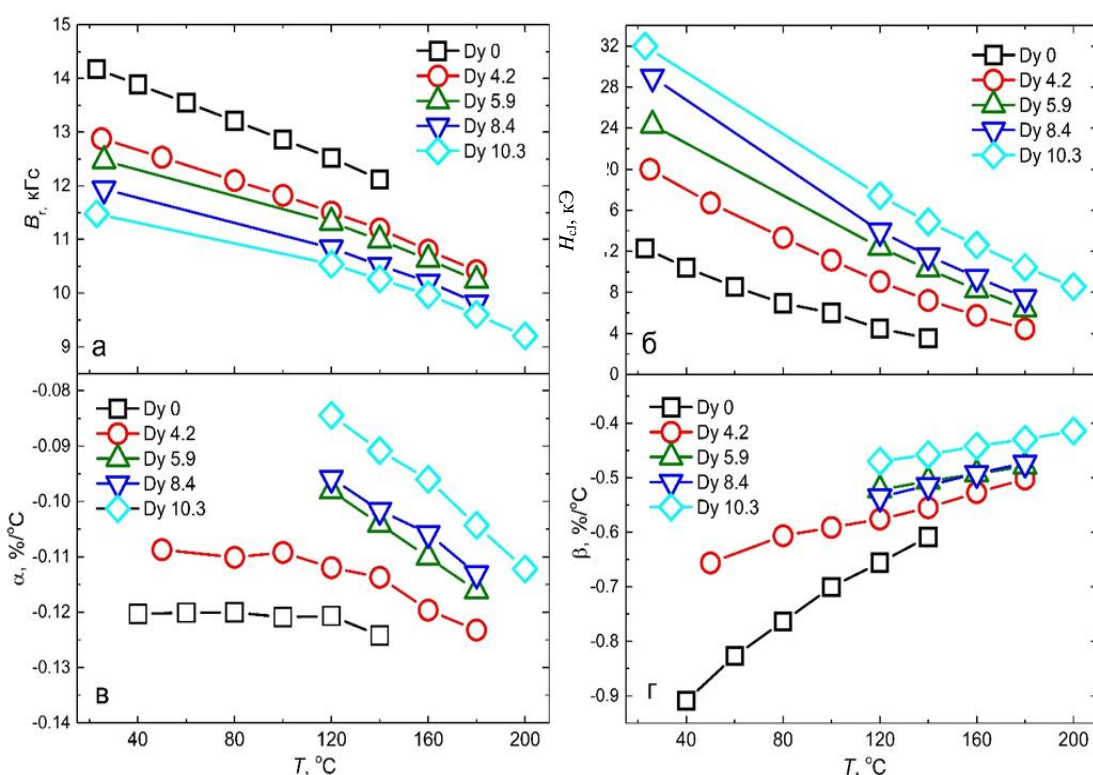 15
14
13
12
11
10
9
B_r, кГс
Dy 0
Dy 4.2
Dy 5.9
Dy 8.4
Dy 10.3
а
32
28
24
20
6
2
8
4
0
H_cJ, кЭ
Dy 0
Dy 4.2
Dy 5.9
Dy 8.4
Dy 10.3
б
-0.08
-0.09
-0.10
-0.11
-0.12
-0.13
-0.14
α, %/°C
Dy 0
Dy 4.2
Dy 5.9
Dy 8.4
Dy 10.3
в
40 80 120 160 200
T, °C
-0.4
-0.5
-0.6
-0.7
-0.8
-0.9
β, %/°C
Dy 0
Dy 4.2
Dy 5.9
Dy 8.4
Dy 10.3
г
40 80 120 160 200
T, °C